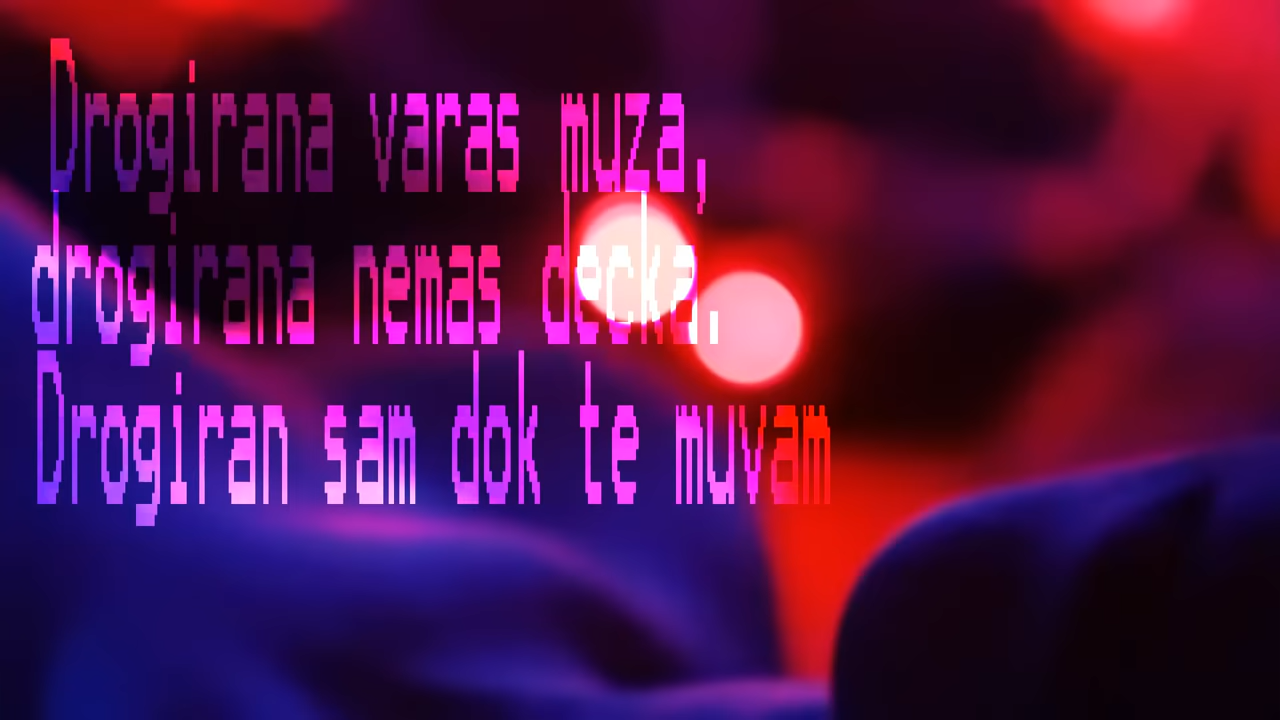 Drogirana varas muza,
drogirana nemas decka.
Drogiran sam dok te muvam